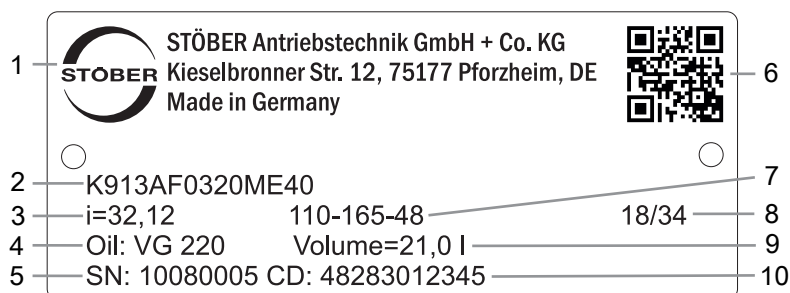 STÖBER Antriebstechnik GmbH + Co. KG
1 STÖBER Kieselbronner Str. 12, 75177 Pforzheim, DE 6
Made in Germany
7
2 K913AF0320ME40
3 i=32,12 110-165-48 18/34 8
4 Oil: VG 220 Volume=21,0 l 9
5 SN: 10080005 CD: 48283012345 10